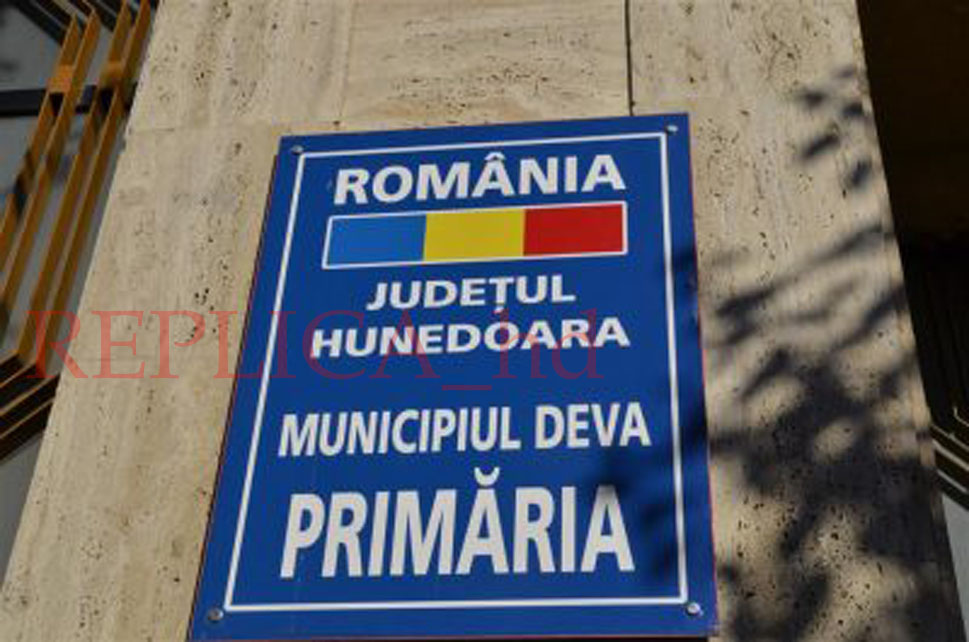 ROMÂNIA
JUDEȚUL
HUNEDOARA
REPLICA_hd
MUNICIPIUL DEVA
PRIMĂRIA